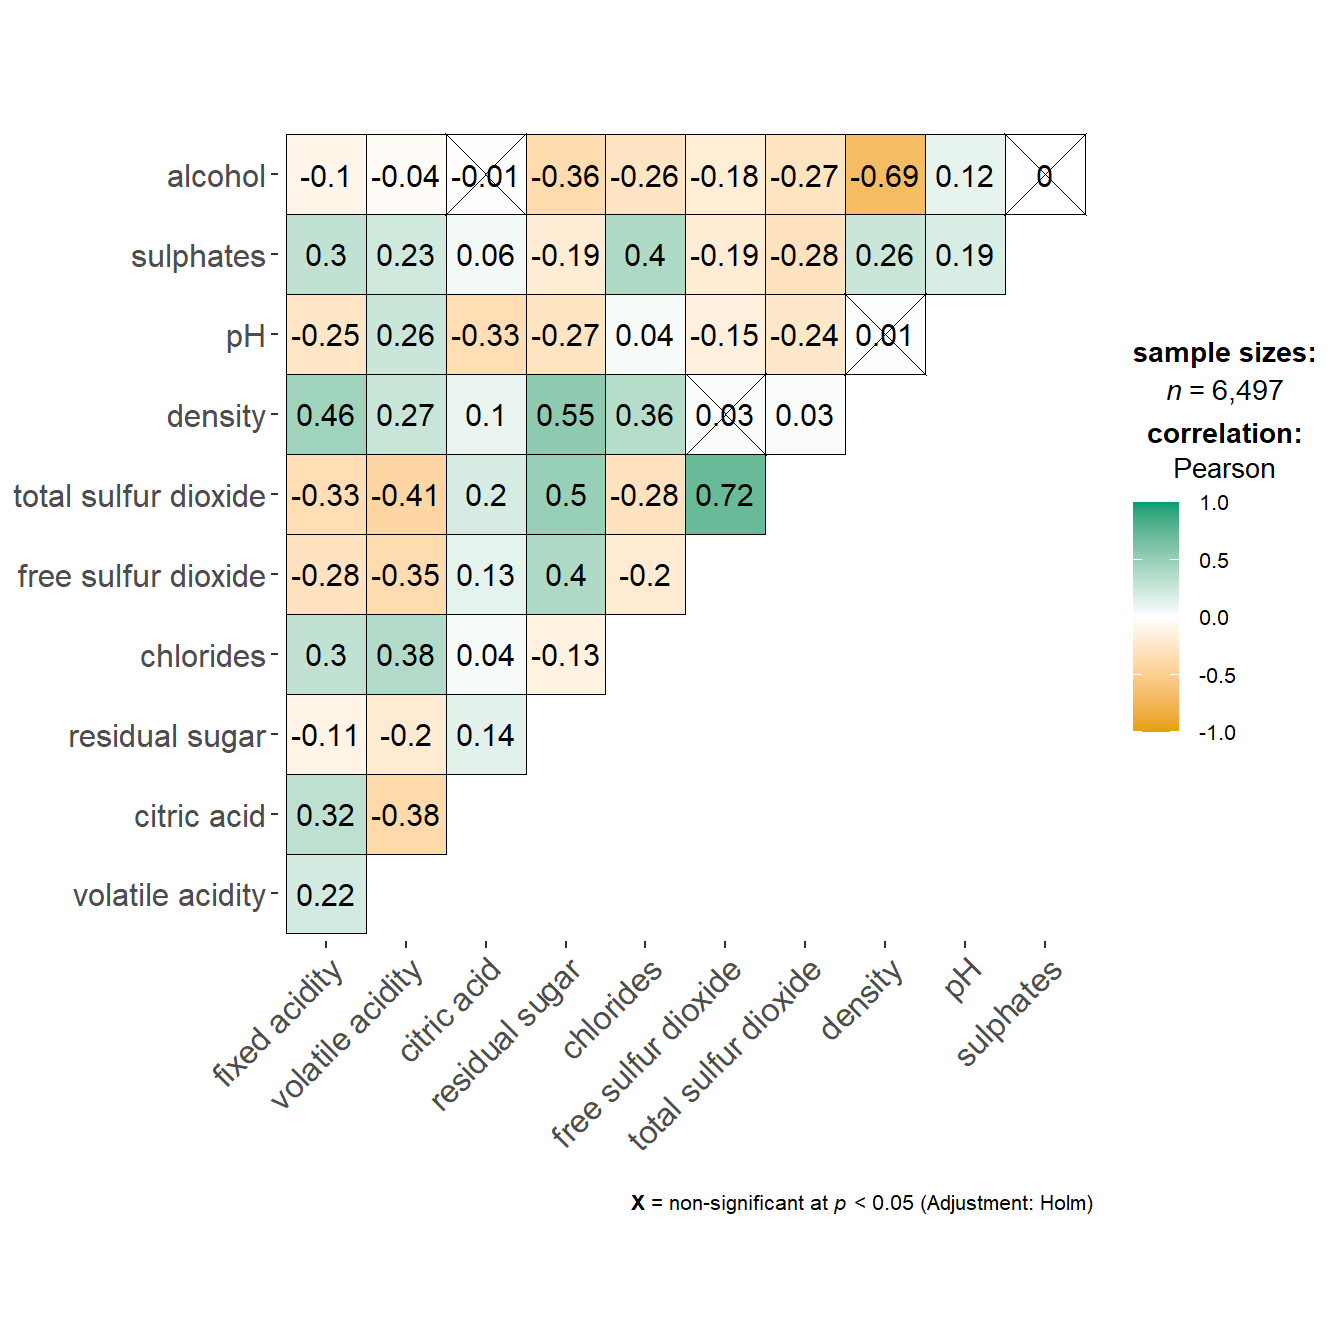 alcohol -0.1 -0.04 -0.01 -0.36 -0.26 -0.18 -0.27 -0.69 0.12 0
sulphates 0.3 0.23 0.06 -0.19 0.4 -0.19 -0.28 0.26 0.19
pH -0.25 0.26 -0.33 -0.27 0.04 -0.15 -0.24 0.01
density 0.46 0.27 0.1 0.55 0.36 0.03 0.03
total sulfur dioxide -0.33 -0.41 0.2 0.5 -0.28 0.72
free sulfur dioxide -0.28 -0.35 0.13 0.4 -0.2
chlorides 0.3 0.38 0.04 -0.13
residual sugar -0.11 -0.2 0.14
citric acid 0.32 -0.38
volatile acidity 0.22
fixed acidity
volatile acidity
citric acid
residual sugar
chlorides
free sulfur dioxide
total sulfur dioxide
density
pH
sulphates
sample sizes:
n = 6,497
correlation:
Pearson
1.0
0.5
0.0
-0.5
-1.0
X = non-significant at p < 0.05 (Adjustment: Holm)